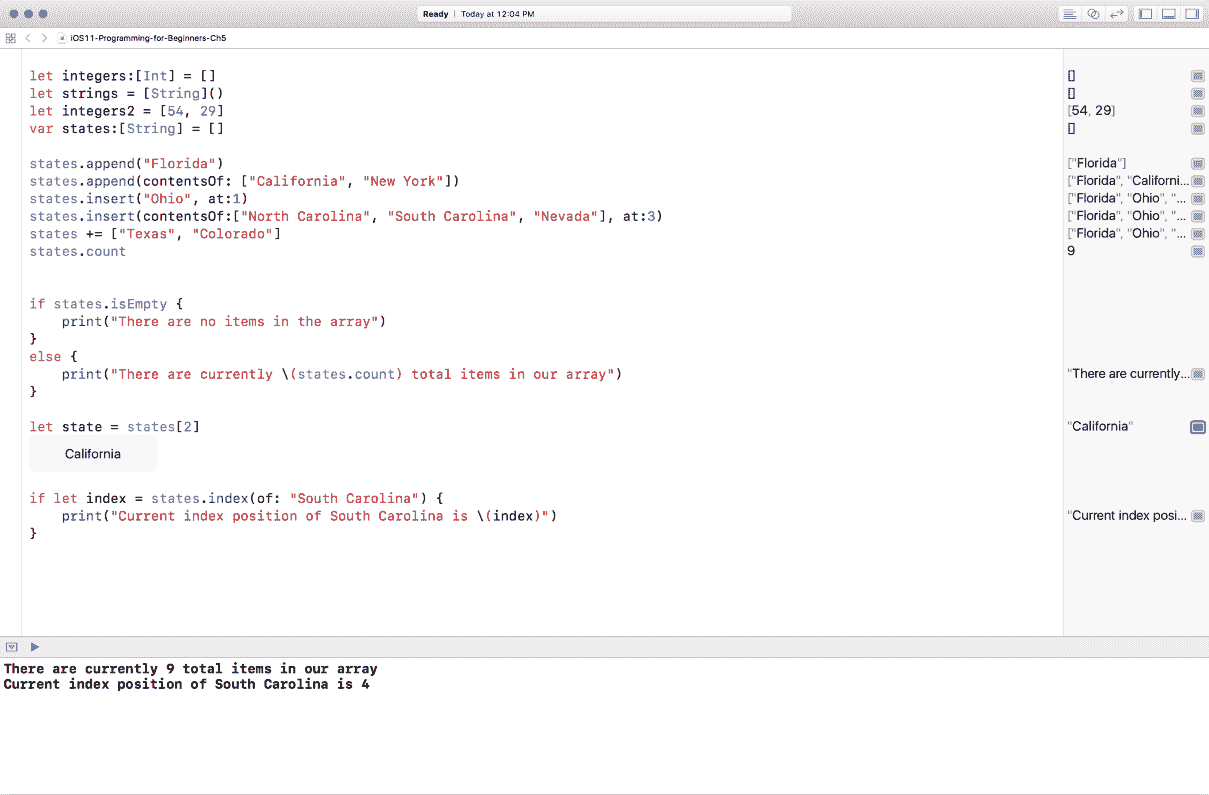 Ready | Today at 12:04 PM
iOS11-Programming-for-Beginners-Ch5
let integers:[Int] = []
[]
let strings = [String]()
[]
let integers2 = [54, 29]
[54, 29]
var states:[String] = []
[]
states.append("Florida")
["Florida"]
states.append(contentsOf: ["California", "New York"])
["Florida", "Californi...
states.insert("Ohio", at:1)
["Florida", "Ohio", "...
states.insert(contentsOf:["North Carolina", "South Carolina", "Nevada"], at:3)
["Florida", "Ohio", "...
states += ["Texas", "Colorado"]
["Florida", "Ohio", "...
states.count
9
if states.isEmpty {
print("There are no items in the array")
}
else {
print("There are currently \(states.count) total items in our array")
"There are currently...
}
let state = states[2]
"California"
California
if let index = states.index(of: "South Carolina") {
print("Current index position of South Carolina is \(index)")
"Current index posi...
}
There are currently 9 total items in our array
Current index position of South Carolina is 4